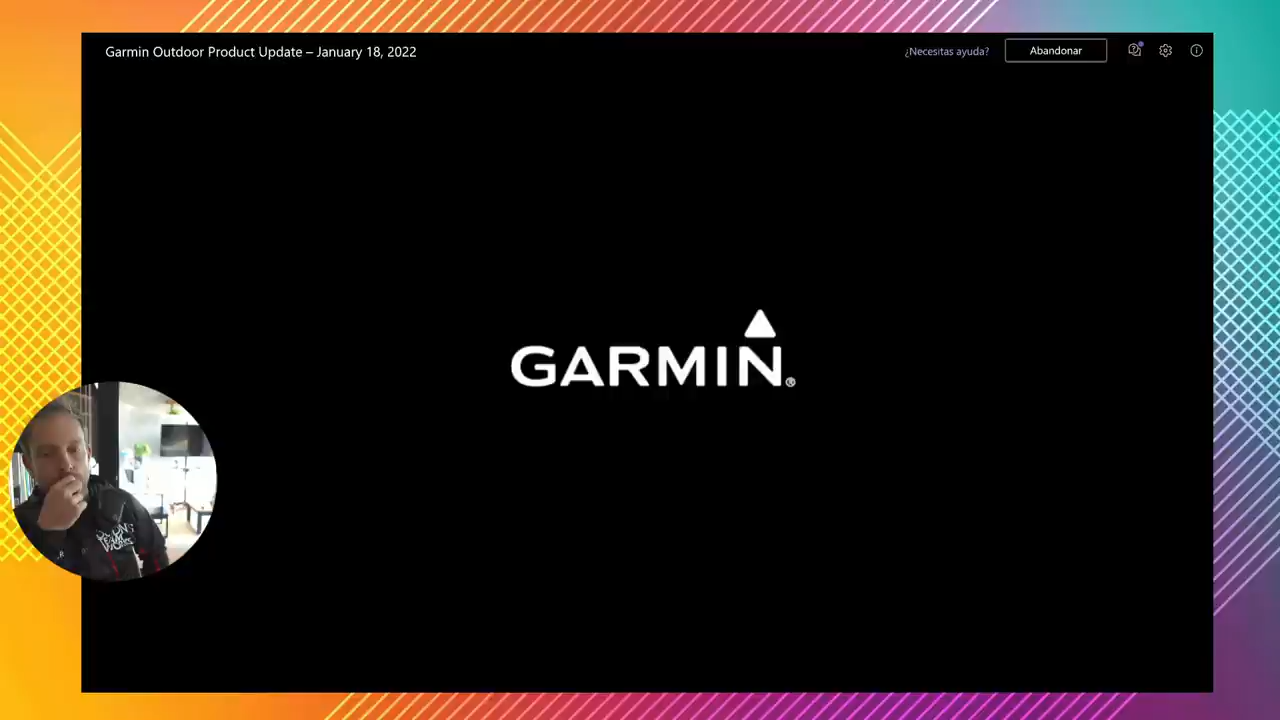 Garmin Outdoor Product Update – January 18, 2022
¿Necesitas ayuda?
Abandonar
GARMIN®